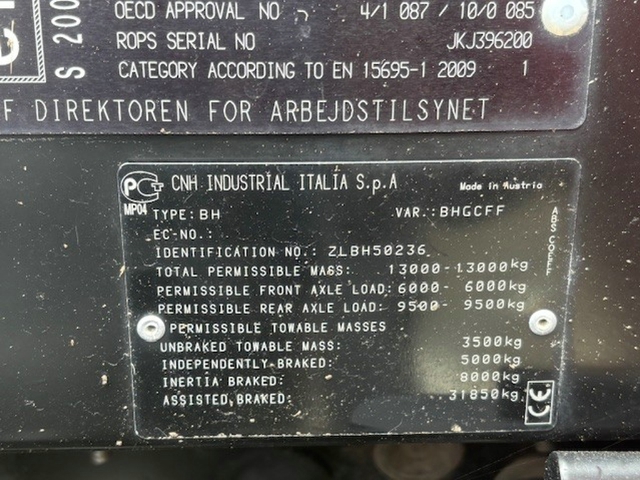 OECD APPROVAL NO 4/1 087 / 10/0 085
ROPS SERIAL NO JKJ396200
CATEGORY ACCORDING TO EN 15695-1 2009 1
S 200
F DIREKTOREN FOR ARBEJDSTILSYNET
CNH INDUSTRIAL ITALIA S.p.A Made in Austria
MP04
TYPE: BH VAR.: BHGCFF
EC-NO.:
IDENTIFICATION NO.: ZLBH50236
TOTAL PERMISSIBLE MASS: 13000-13000kg
PERMISSIBLE FRONT AXLE LOAD: 6000- 6000kg
PERMISSIBLE REAR AXLE LOAD: 9500- 9500kg
PERMISSIBLE TOWABLE MASSES
UNBRAKED TOWABLE MASS: 3500kg
INDEPENDENTLY-BRAKED: 5000kg
INERTIA BRAKED: 8000kg
ASSISTED BRAKED: 31850kg
CE